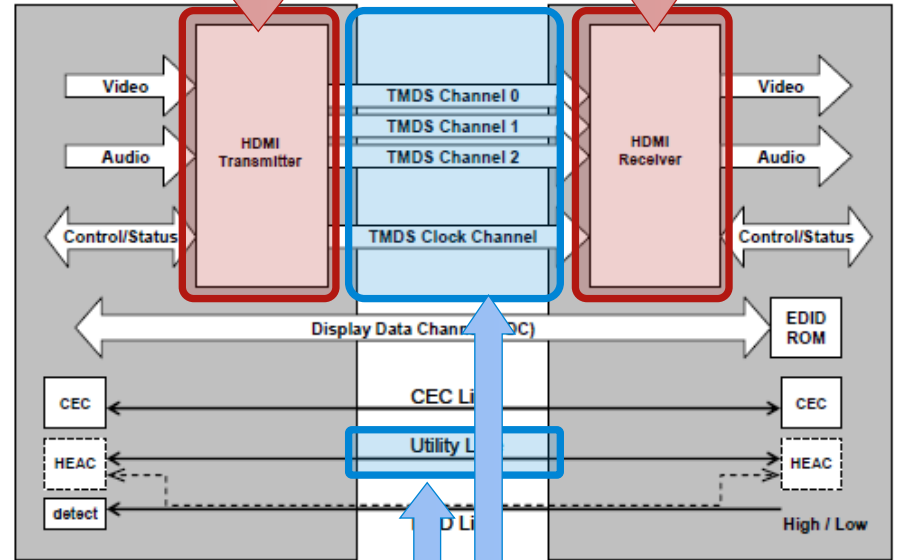 Video
Audio
Control/Status
HDMI
Transmitter
TMDS Channel 0
TMDS Channel 1
TMDS Channel 2
TMDS Clock Channel
HDMI
Receiver
Video
Audio
Control/Status
Display Data
EDID
ROM
CEC
CEC
CEC
HEAC
Utility
HEAC
detect
High / Low